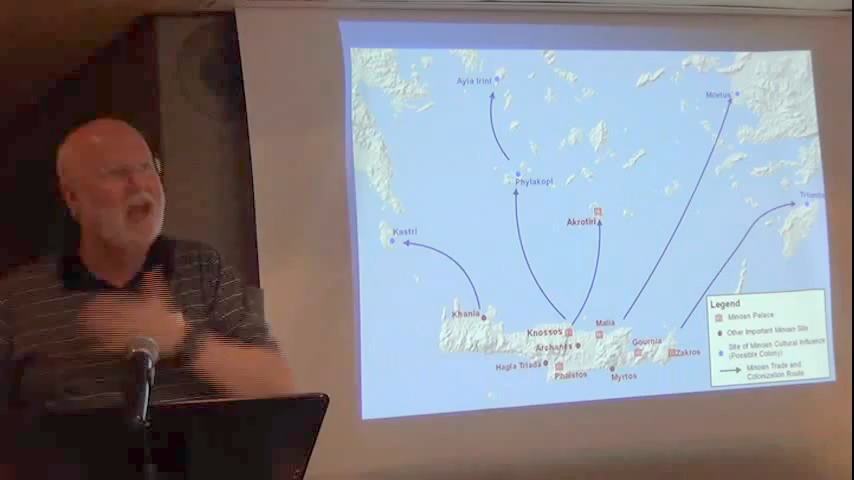 Ayia Irini
Miletus
Phylakopi
Trianda
Akrotiri
Kastri
Khania
Knossos
Malia
Archanes
Gournia
Zakros
Hagia Triada
Phaistos
Myrtos
Legend
Minoan Palace
Other Important Minoan Site
Site of Minoan Cultural Influence
(Possible Colony)
Minoan Trade and
Colonization Route